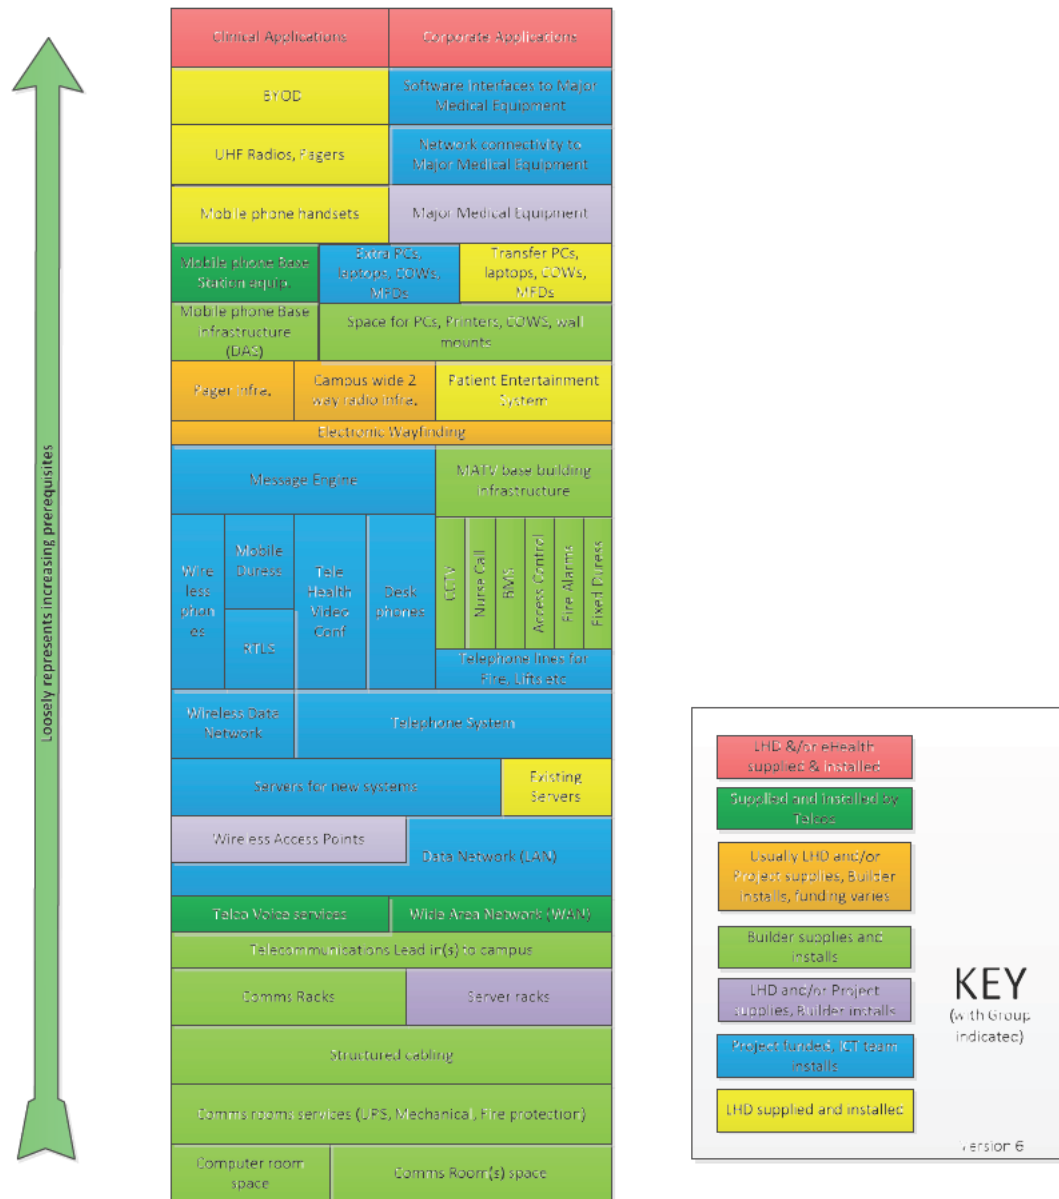 Clinical Applications
Corporate Applications
BYOD
Software Interfaces to Major
Medical Equipment
UHF Radios, Pagers
Network connectivity to
Major Medical Equipment
Mobile phone handsets
Major Medical Equipment
Mobile phone Base
Station equip.
Extra PCs,
laptops, COWs,
MFDs
Transfer PCs,
laptops, COWs,
MFDs
Mobile phone Base
infrastructure
(DAS)
Space for PCs, Printers, COWS, wall
mounts
Pager Infra.
Campus wide 2
way radio infra.
Patient Entertainment
System
Electronic Wayfinding
Message Engine
MATV base building
infrastructure
Wire
less
phon
es
Mobile
Duress
RTLS
Tele
Health
Video
Conf
Desk
phones
CCTV
Nurse Call
BMS
Access Control
Fire Alarms
Fixed Duress
Telephone lines for
Fire, Lifts etc
Wireless Data
Network
Telephone System
Servers for new systems
Existing
Servers
Wireless Access Points
Data Network (LAN)
Telco Voice services
Wide Area Network (WAN)
Telecommunications Lead in(s) to campus
Comms Racks
Server racks
Structured cabling
Comms rooms services (UPS, Mechanical, Fire protection)
Computer room
space
Comms Room(s) space
Loosely represents increasing prerequisites
LHD &/or eHealth
supplied & Installed
Supplied and installed by
Telcos
Usually LHD and/or
Project supplies, Builder
installs, funding varies
Builder supplies and
installs
LHD and/or Project
supplies, Builder installs
Project funded, ICT team
installs
LHD supplied and installed
KEY
(with Group
indicated)
Version 6